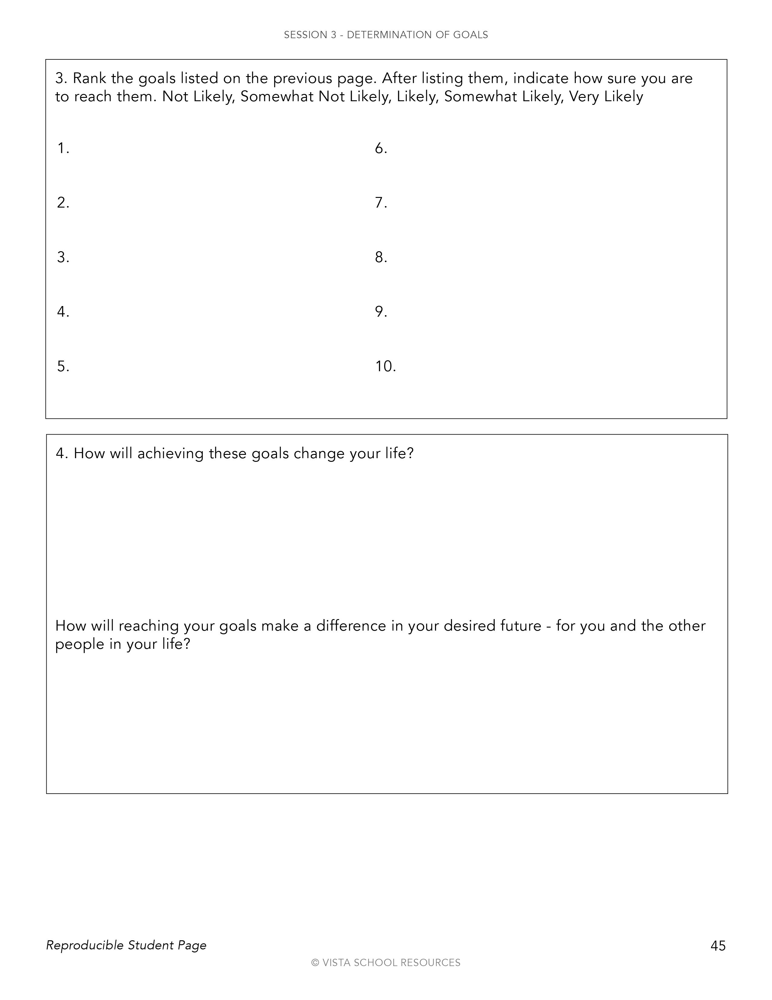 SESSION 3 - DETERMINATION OF GOALS
3. Rank the goals listed on the previous page. After listing them, indicate how sure you are
to reach them. Not Likely, Somewhat Not Likely, Likely, Somewhat Likely, Very Likely
1.
2.
3.
4.
5.
6.
7.
8.
9.
10.
4. How will achieving these goals change your life?
How will reaching your goals make a difference in your desired future - for you and the other
people in your life?
Reproducible Student Page
45
© VISTA SCHOOL RESOURCES